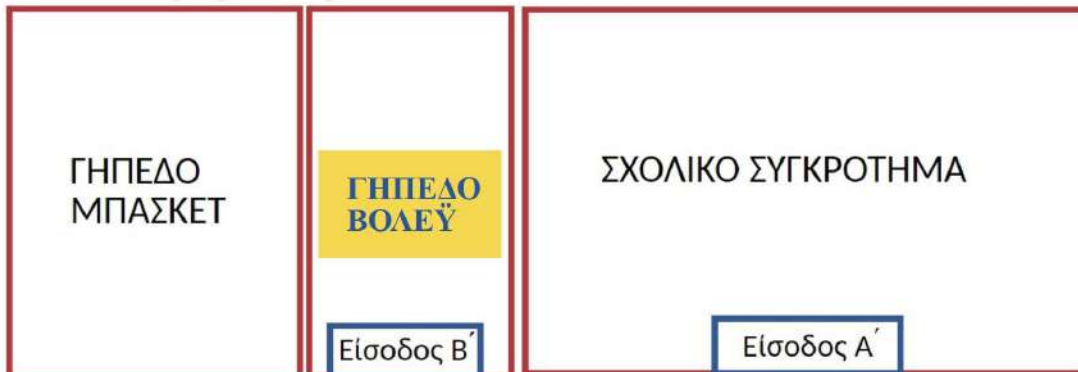 ΓΗΠΕΔΟ
ΜΠΑΣΚΕΤ
ΓΗΠΕΔΟ
ΒΟΛΕΫ
ΣΧΟΛΙΚΟ ΣΥΓΚΡΟΤΗΜΑ
Είσοδος Β΄
Είσοδος Α΄